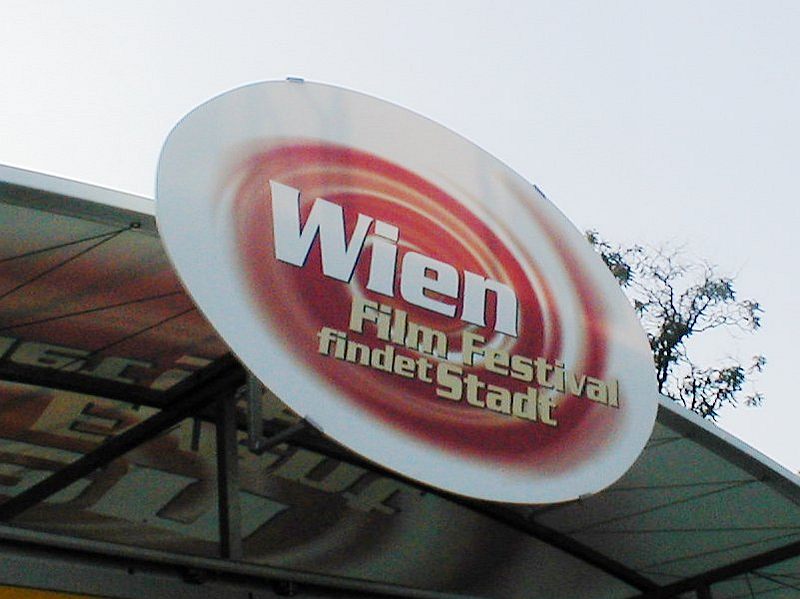 Wien
Film Festival
findet Stadt